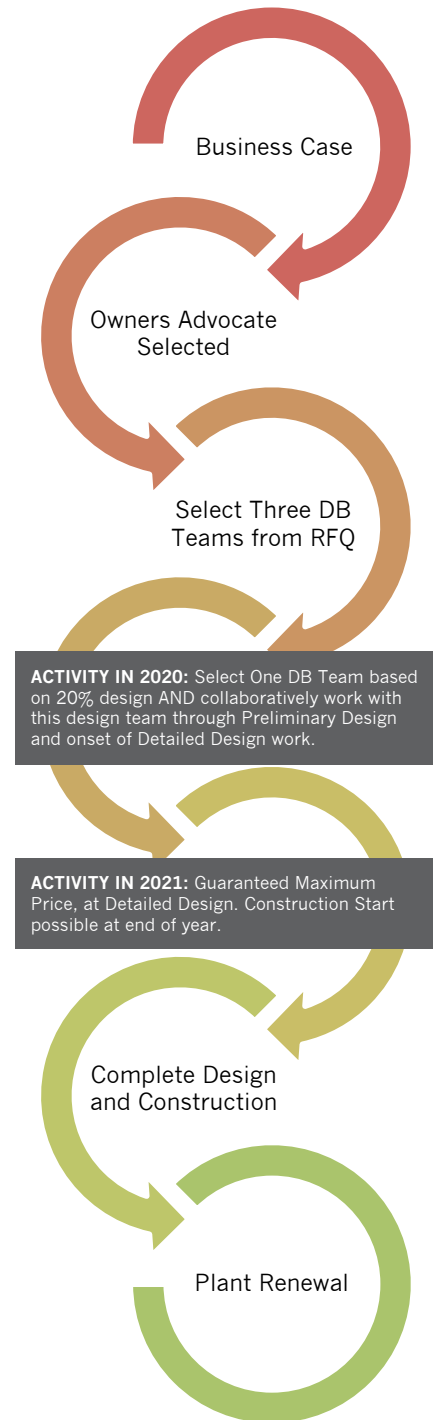 Business Case
Owners Advocate
Selected
Select Three DB
Teams from RFQ
ACTIVITY IN 2020: Select One DB Team based
on 20% design AND collaboratively work with
this design team through Preliminary Design
and onset of Detailed Design work.
ACTIVITY IN 2021: Guaranteed Maximum
Price, at Detailed Design. Construction Start
possible at end of year.
Complete Design
and Construction
Plant Renewal